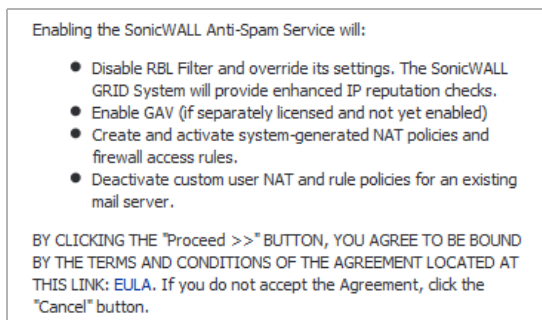 Enabling the SonicWALL Anti-Spam Service will:
● Disable RBL Filter and override its settings. The SonicWALL
GRID System will provide enhanced IP reputation checks.
● Enable GAV (if separately licensed and not yet enabled)
● Create and activate system-generated NAT policies and
firewall access rules.
● Deactivate custom user NAT and rule policies for an existing
mail server.
BY CLICKING THE "Proceed >>" BUTTON, YOU AGREE TO BE BOUND
BY THE TERMS AND CONDITIONS OF THE AGREEMENT LOCATED AT
THIS LINK: EULA. If you do not accept the Agreement, click the
"Cancel" button.